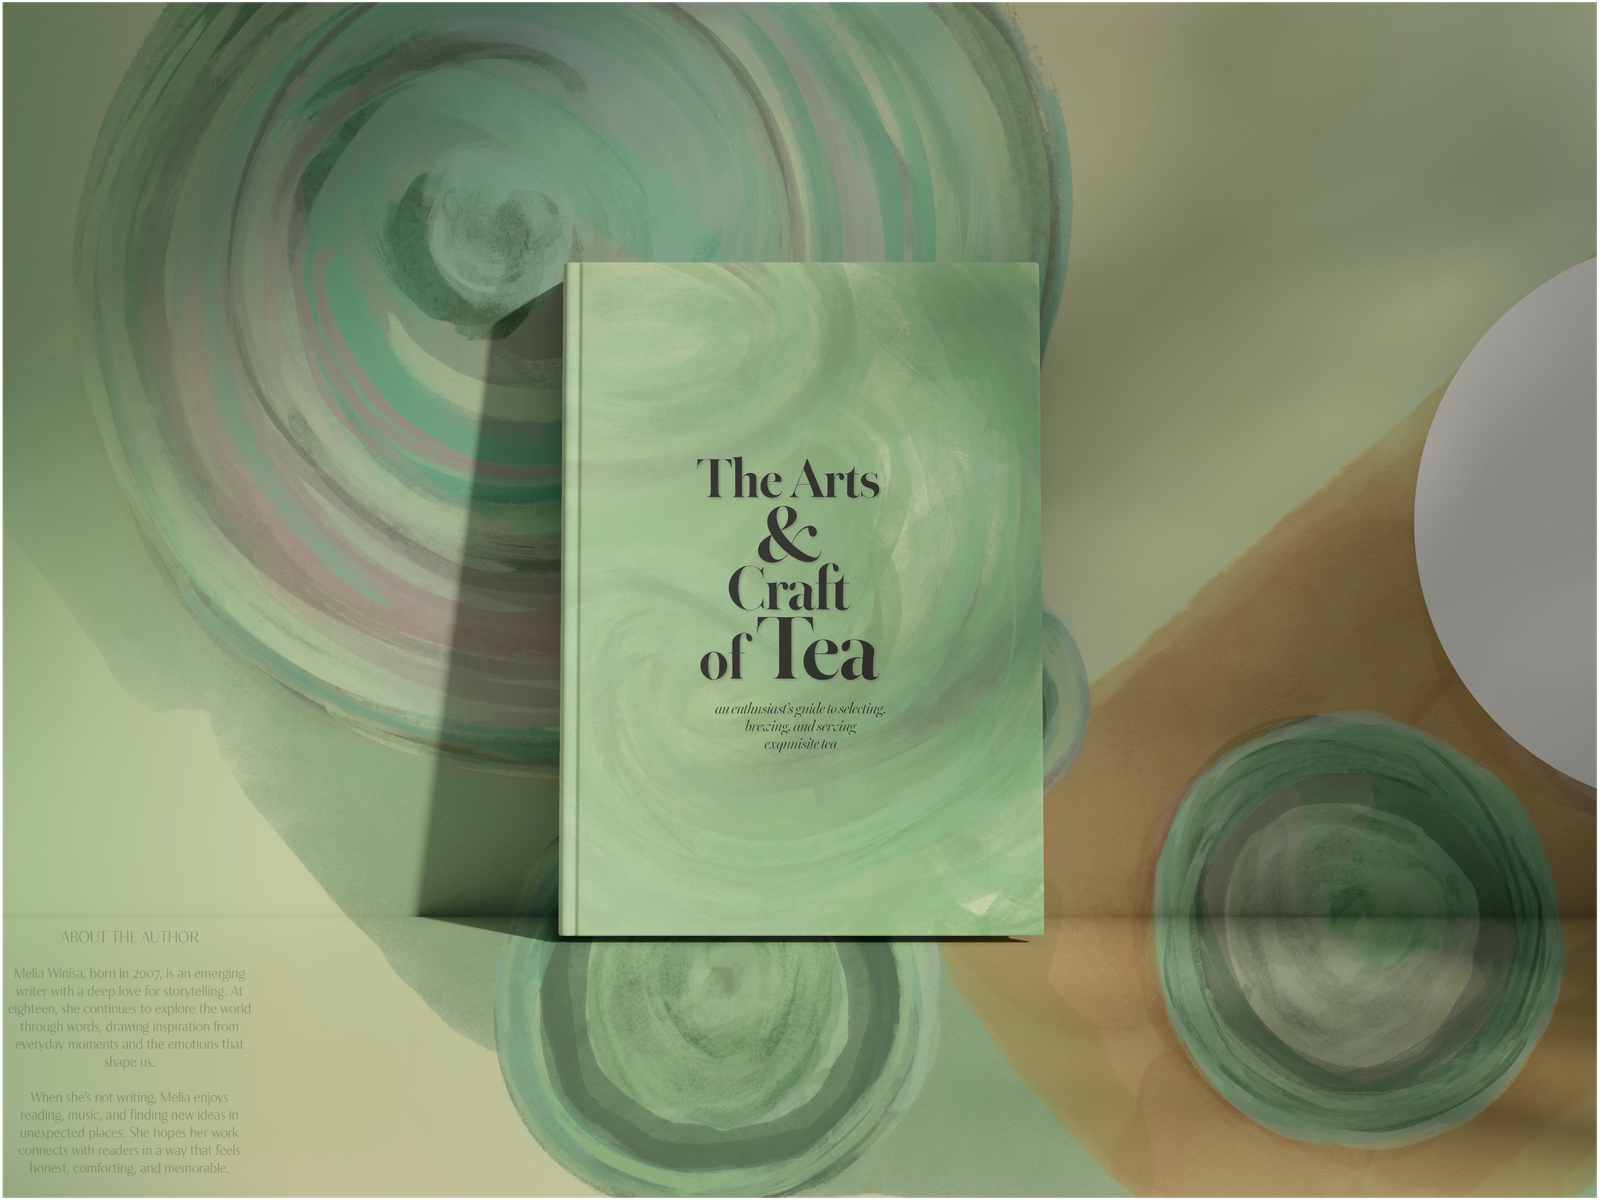 The Arts
&
Craft
of Tea
an enthusiast's guide to selecting,
brewing, and serving
exqmisite tea
ABOUT THE AUTHOR
Melia Winisa, born in 2007, is an emerging
writer with a deep love for storytelling. At
eighteen, she continues to explore the world
through words, drawing inspiration from
everyday moments and the emotions that
shape us.
When she's not writing, Melia enjoys
reading, music, and finding new ideas in
unexpected places. She hopes her work
connects with readers in a way that feels
honest, comforting, and memorable.